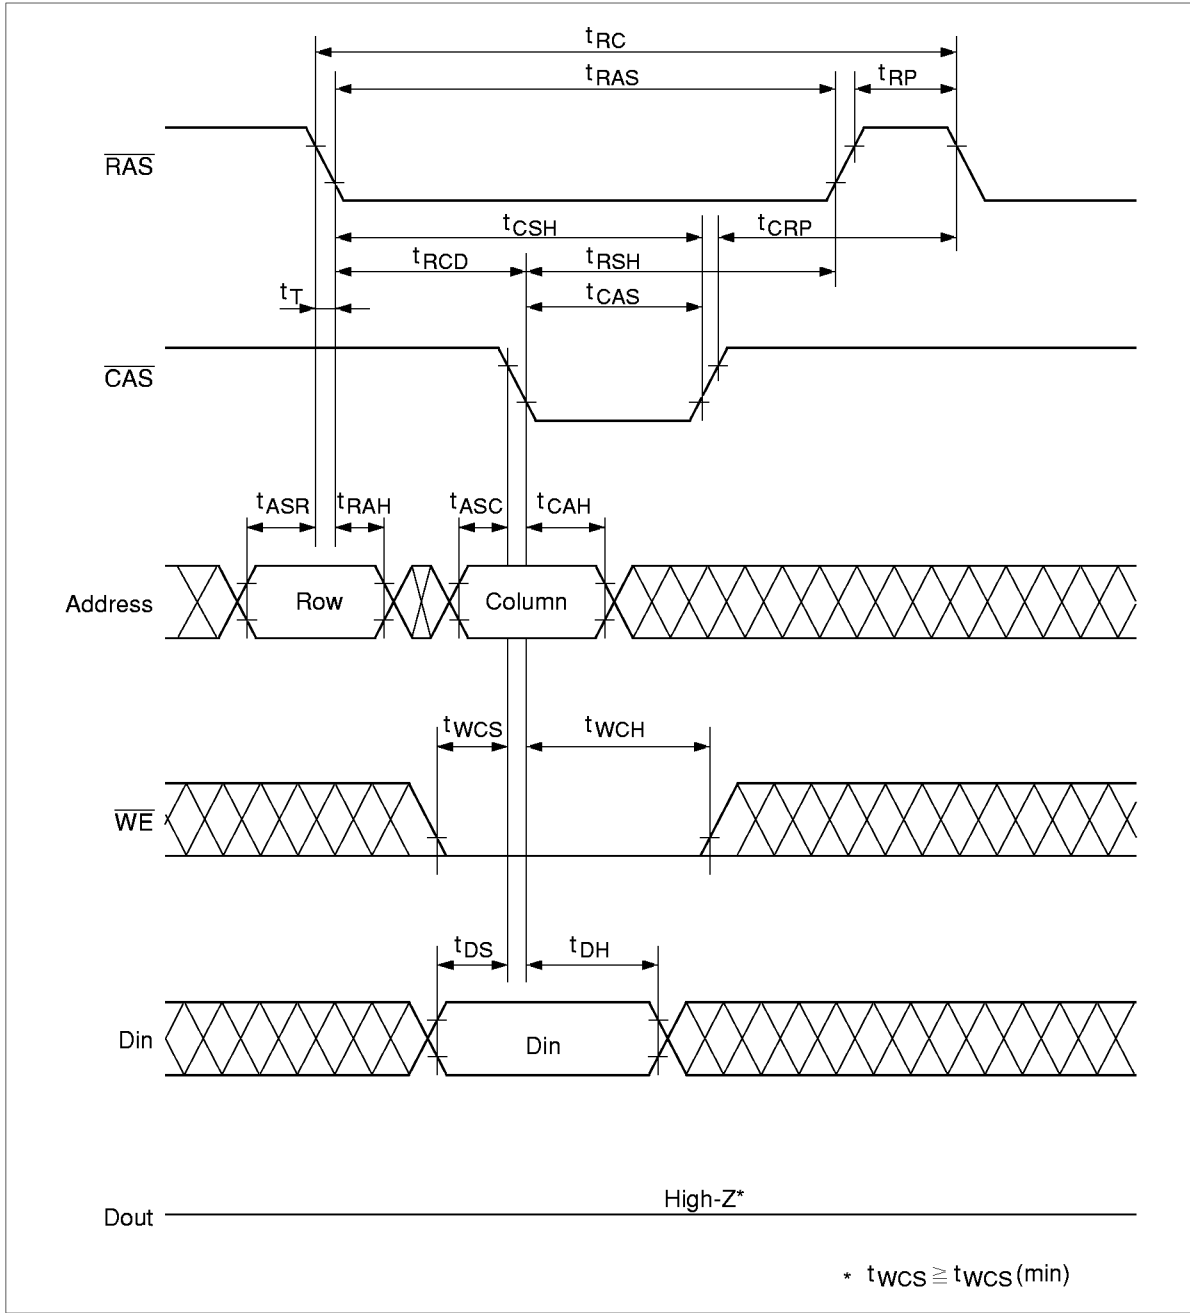 tRC
tRAS
tRP
RAS
tCSH
tCRP
tRCD
tRSH
tT
tCAS
CAS
tASR
tRAH
tASC
tCAH
Address
Row
Column
tWCS
tWCH
WE
tDS
tDH
Din
Din
High-Z*
Dout
* tWCS ≧ tWCS(min)